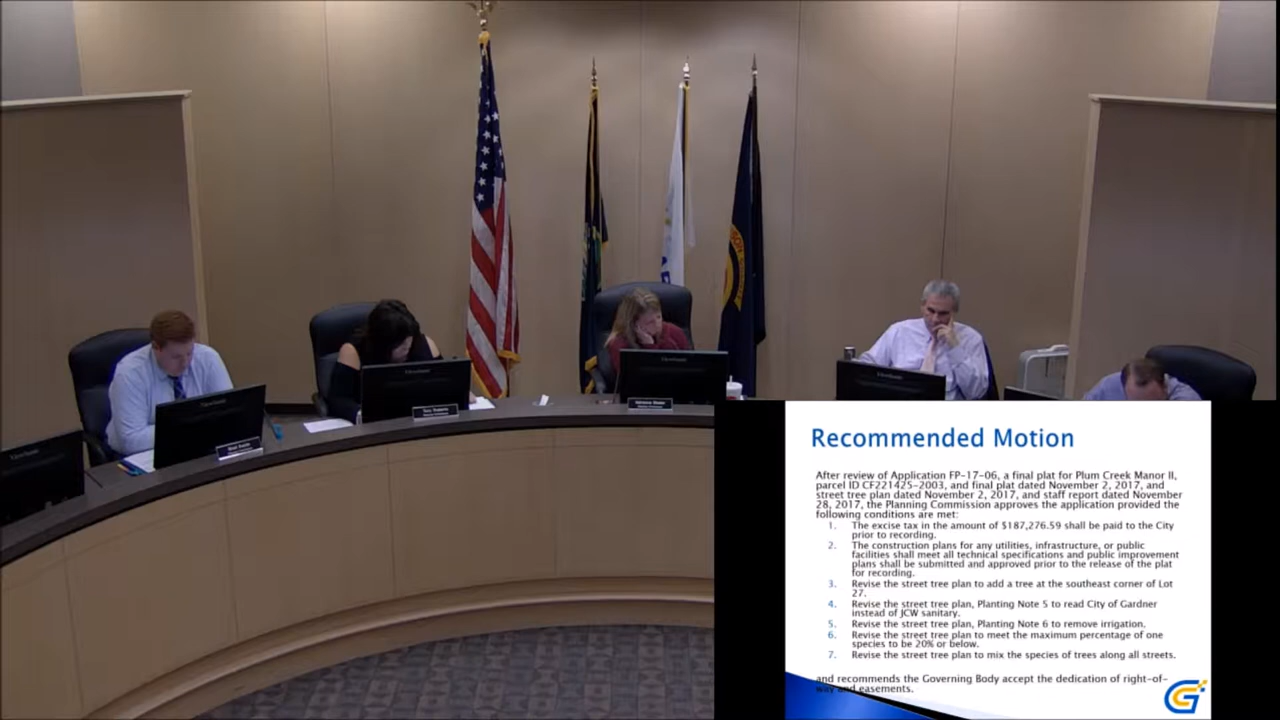 Recommended Motion
After review of Application FP-17-06, a final plat for Plum Creek Manor II,
parcel ID CF221425-2003, and final plat dated November 2, 2017, and
street tree plan dated November 2, 2017, and staff report dated November
28, 2017, the Planning Commission approves the application provided the
following conditions are met:
1. The excise tax in the amount of $187,276.59 shall be paid to the City
prior to recording.
2. The construction plans for any utilities, infrastructure, or public
facilities shall meet all technical specifications and public improvement
plans shall be submitted and approved prior to the release of the plat
for recording.
3. Revise the street tree plan to add a tree at the southeast corner of Lot
27.
4. Revise the street tree plan, Planting Note 5 to read City of Gardner
instead of JCW sanitary.
5. Revise the street tree plan, Planting Note 6 to remove irrigation.
6. Revise the street tree plan to meet the maximum percentage of one
species to be 20% or below.
7. Revise the street tree plan to mix the species of trees along all streets.
and recommends the Governing Body accept the dedication of right-of-
way and easements.